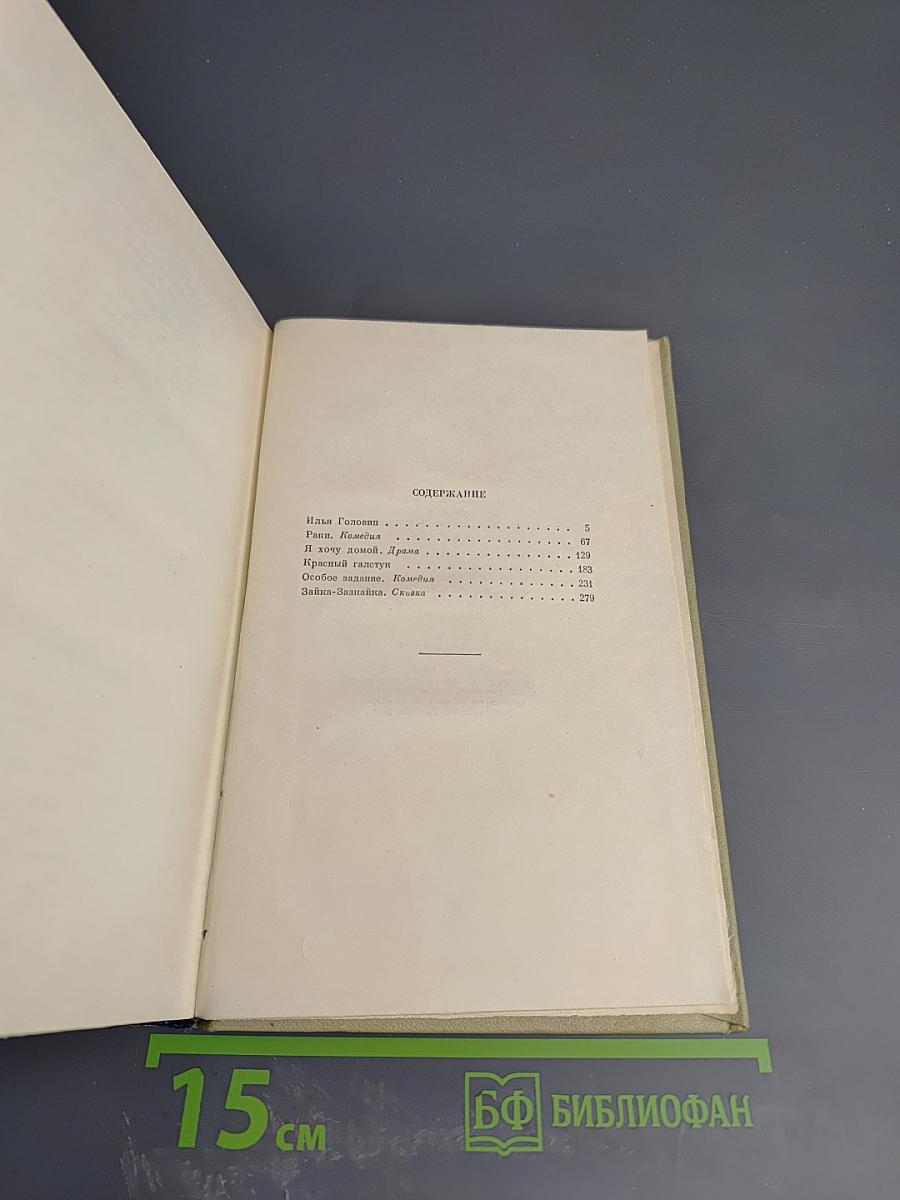 СОДЕРЖАНИЕ
Илья Головин . . . . . . . . . . . . . . . . . . . 5
Раки. Комедия . . . . . . . . . . . . . . . . . . 67
Я хочу домой. Драма . . . . . . . . . . . . . . . 129
Красный галстук . . . . . . . . . . . . . . . . . 183
Особое задание. Комедия . . . . . . . . . . . . . 231
Зайка-Зазнайка. Сказка . . . . . . . . . . . . . . 279
15 см
БФ БИБЛИОФАН